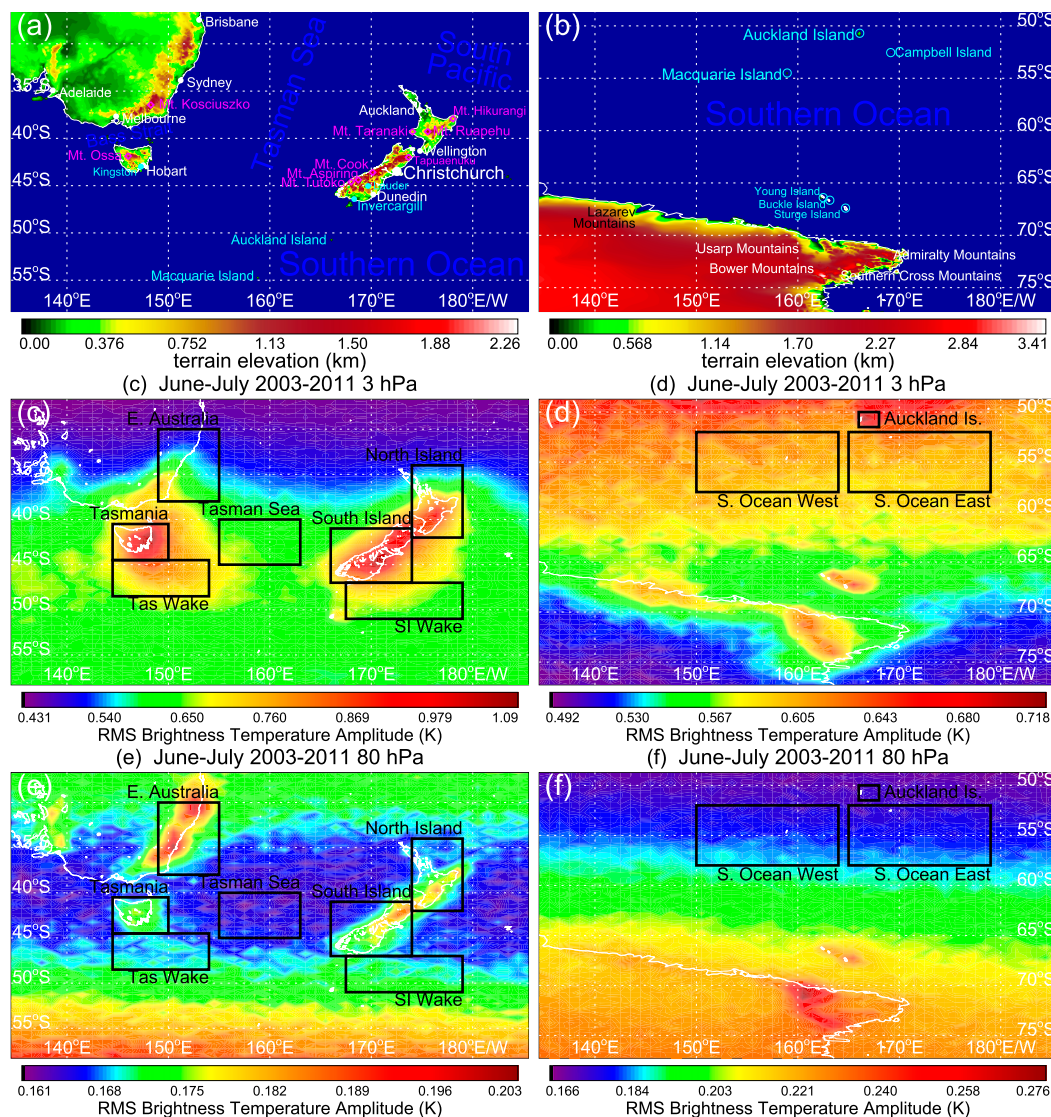 (a)
Brisbane
Tasman Sea
South
Pacific
35°S
Adelaide
Sydney
Mt. Kosciuszko
Melbourne
Auckland
Mt. Hikurangi
40°S
Mt. Taranaki
Mt. Ruapehu
Wellington
Mt. Ossa
Tapuaenuku
Kingston
Hobart
Mt. Cook
Christchurch
Mt. Aspiring
45°S
Mt. Tutoko
Lauder
Dunedin
Invercargill
50°S
Auckland Island
Southern Ocean
55°S
Macquarie Island
140°E 150°E 160°E 170°E 180°E/W
0.00 0.376 0.752 1.13 1.50 1.88 2.26
terrain elevation (km)
(b)
50°S
Auckland Island
Campbell Island
Macquarie Island
55°S
Southern Ocean
60°S
65°S
Young Island
Buckle Island
Sturge Island
Lazarev
Mountains
70°S
Usarp Mountains
Admiralty Mountains
Bower Mountains
Southern Cross Mountains
75°S
140°E 150°E 160°E 170°E 180°E/W
0.00 0.568 1.14 1.70 2.27 2.84 3.41
terrain elevation (km)
(c) June-July 2003-2011 3 hPa
(c)
E. Australia
35°S
North Island
40°S
Tasmania
Tasman Sea
South Island
45°S
50°S
Tas Wake
SI Wake
55°S
140°E 150°E 160°E 170°E 180°E/W
0.431 0.540 0.650 0.760 0.869 0.979 1.09
RMS Brightness Temperature Amplitude (K)
(d) June-July 2003-2011 3 hPa
(d)
50°S
Auckland Is.
55°S
S. Ocean West
S. Ocean East
60°S
65°S
70°S
75°S
140°E 150°E 160°E 170°E 180°E/W
0.492 0.530 0.567 0.605 0.643 0.680 0.718
RMS Brightness Temperature Amplitude (K)
(e) June-July 2003-2011 80 hPa
(e)
E. Australia
35°S
North Island
40°S
Tasmania
Tasman Sea
South Island
45°S
50°S
Tas Wake
SI Wake
55°S
140°E 150°E 160°E 170°E 180°E/W
0.161 0.168 0.175 0.182 0.189 0.196 0.203
RMS Brightness Temperature Amplitude (K)
(f) June-July 2003-2011 80 hPa
(f)
50°S
Auckland Is.
55°S
S. Ocean West
S. Ocean East
60°S
65°S
70°S
75°S
140°E 150°E 160°E 170°E 180°E/W
0.166 0.184 0.203 0.221 0.240 0.258 0.276
RMS Brightness Temperature Amplitude (K)